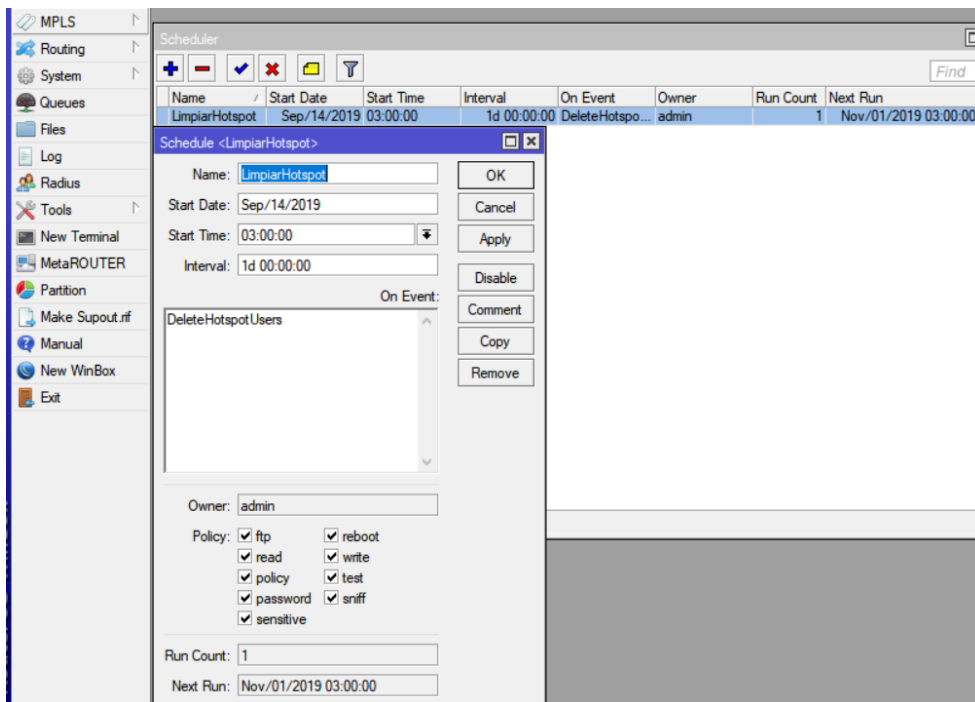 MPLS
Routing
System
Queues
Files
Log
Radius
Tools
New Terminal
MetaROUTER
Partition
Make Supout.rif
Manual
New WinBox
Exit
Scheduler
Find
Name Start Date Start Time Interval On Event Owner Run Count Next Run
LimpiarHotspot Sep/14/2019 03:00:00 1d 00:00:00 DeleteHotspo... admin 1 Nov/01/2019 03:00:00
Schedule <LimpiarHotspot>
Name: LimpiarHotspot
Start Date: Sep/14/2019
Start Time: 03:00:00
Interval: 1d 00:00:00
On Event:
DeleteHotspotUsers
Owner: admin
Policy: ftp reboot
read write
policy test
password sniff
sensitive
Run Count: 1
Next Run: Nov/01/2019 03:00:00
OK
Cancel
Apply
Disable
Comment
Copy
Remove